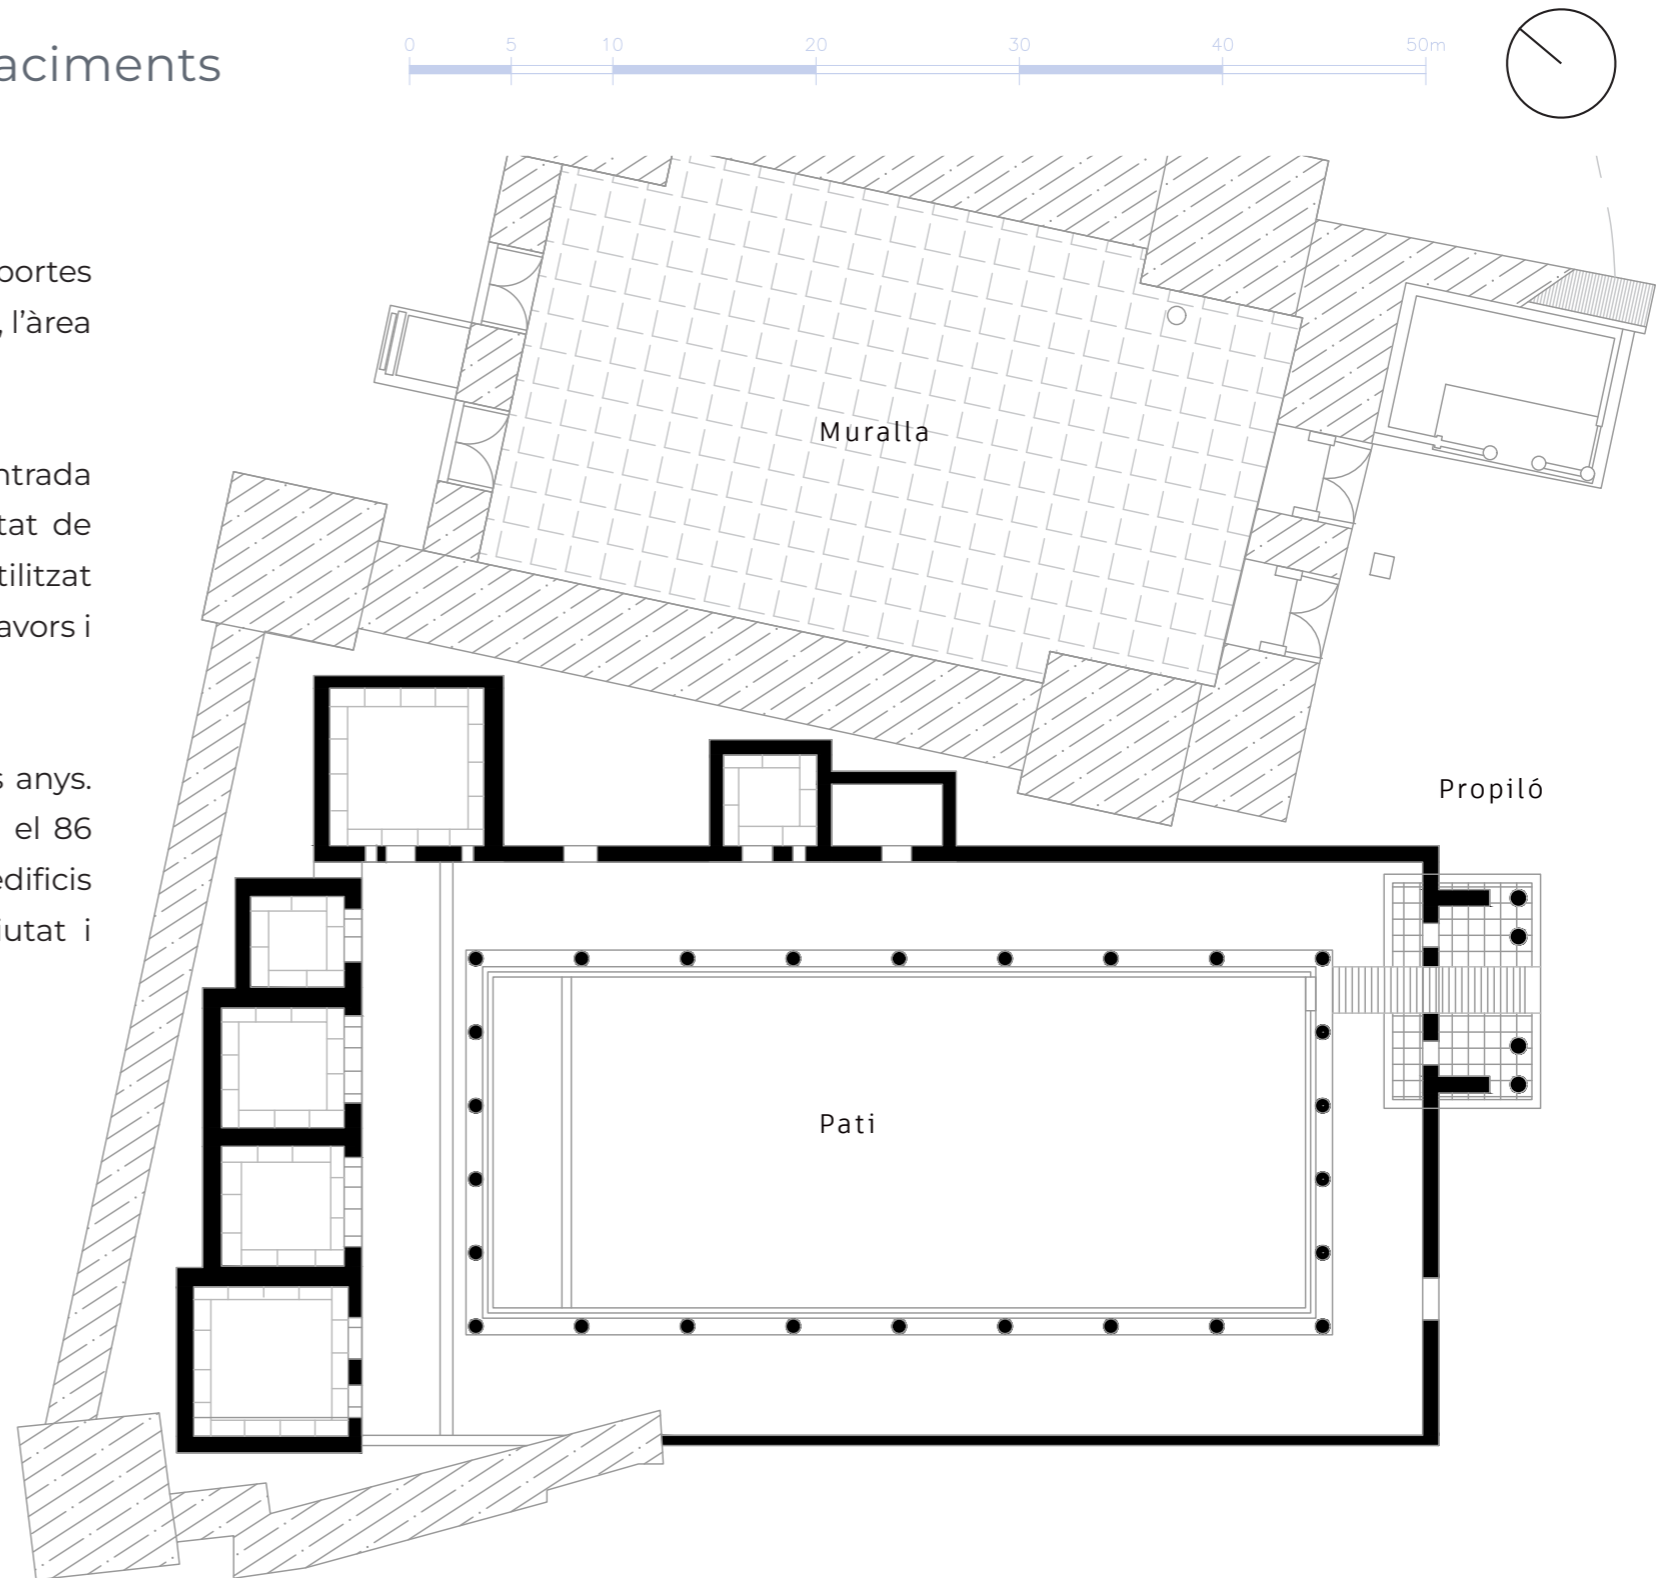 aciments
0 5 10 20 30 40 50m
portes
, l'àrea
ntrada
tat de
tilitzat
avors i
s anys.
el 86
edificis
iutat i
Muralla
Propiló
Pati